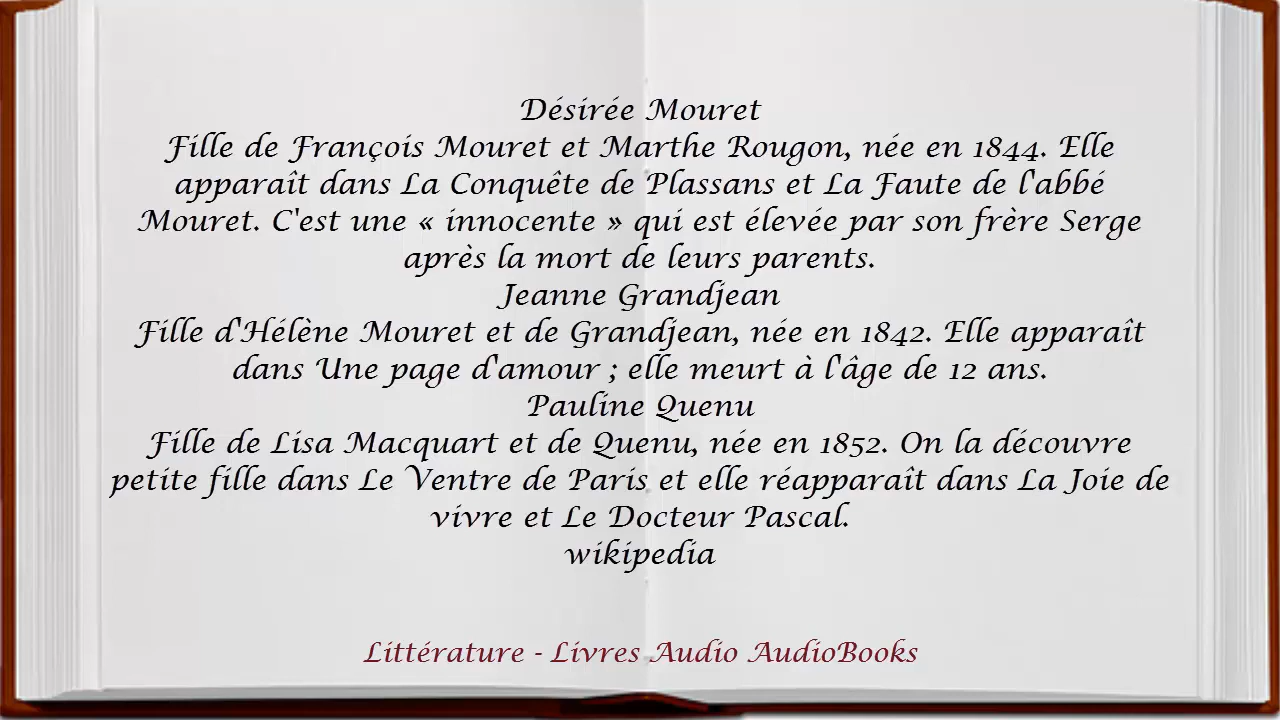 Désirée Mouret
Fille de François Mouret et Marthe Rougon, née en 1844. Elle
apparaît dans La Conquête de Plassans et La Faute de l'abbé
Mouret. C'est une « innocente » qui est élevée par son frère Serge
après la mort de leurs parents.
Jeanne Grandjean
Fille d'Hélène Mouret et de Grandjean, née en 1842. Elle apparaît
dans Une page d'amour ; elle meurt à l'âge de 12 ans.
Pauline Quenu
Fille de Lisa Macquart et de Quenu, née en 1852. On la découvre
petite fille dans Le Ventre de Paris et elle réapparaît dans La Joie de
vivre et Le Docteur Pascal.
wikipedia
Littérature - Livres Audio AudioBooks